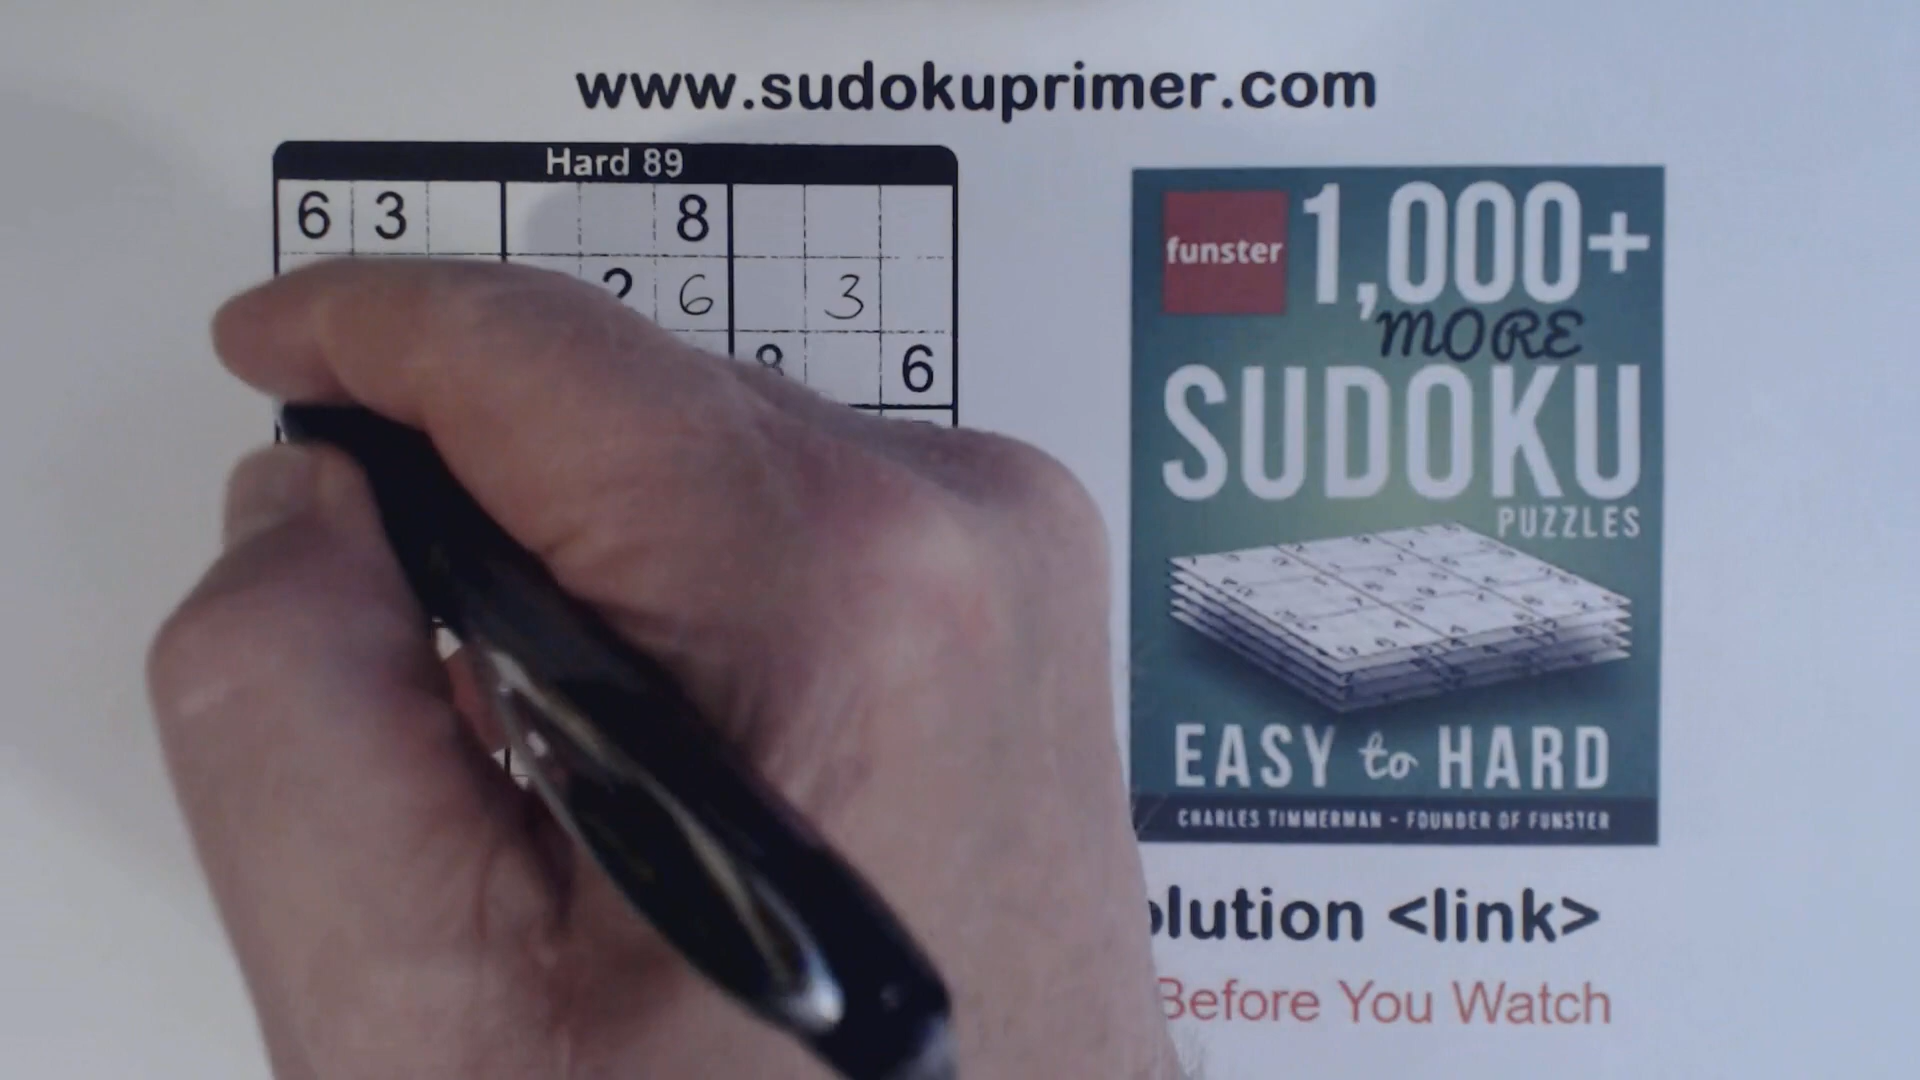 www.sudokuprimer.com
Hard 89
6 3 8
2 6 3
8 6
funster
1,000+
MORE
SUDOKU
PUZZLES
EASY to HARD
CHARLES TIMMERMAN - FOUNDER OF FUNSTER
olution <link>
Before You Watch